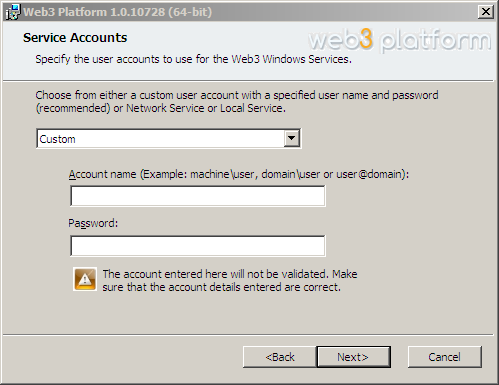 Web3 Platform 1.0.10728 (64-bit)
Service Accounts
web3 platform
Specify the user accounts to use for the Web3 Windows Services.
Choose from either a custom user account with a specified user name and password
(recommended) or Network Service or Local Service.
Custom
Account name (Example: machine\user, domain\user or user@domain):
Password:
The account entered here will not be validated. Make
sure that the account details entered are correct.
<Back Next> Cancel